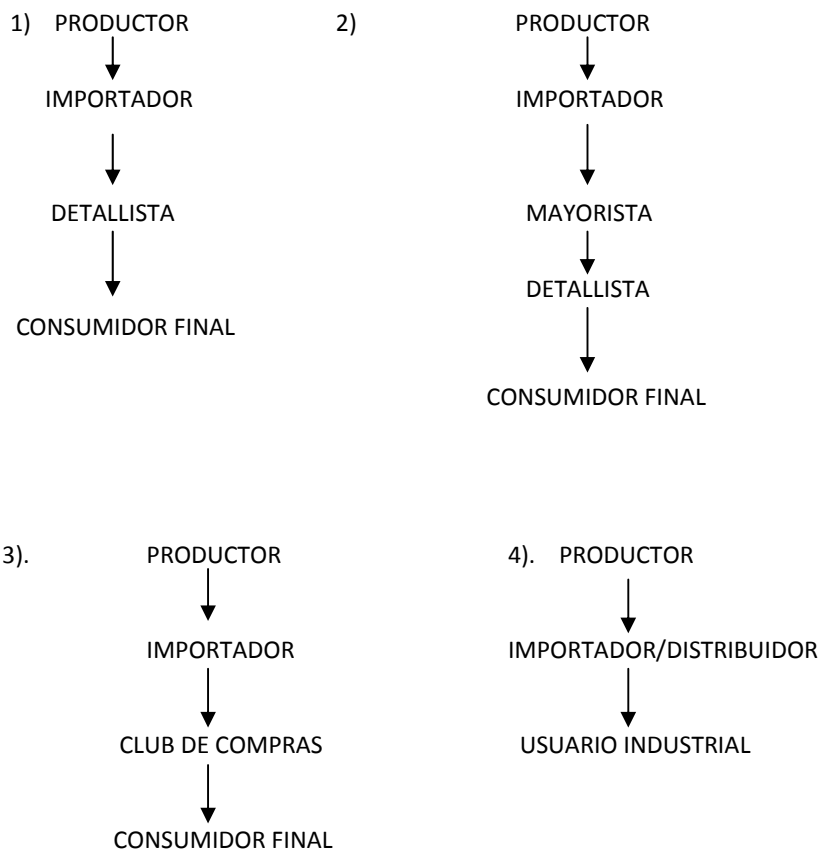 1) PRODUCTOR
IMPORTADOR
DETALLISTA
CONSUMIDOR FINAL
2) PRODUCTOR
IMPORTADOR
MAYORISTA
DETALLISTA
CONSUMIDOR FINAL
3). PRODUCTOR
IMPORTADOR
CLUB DE COMPRAS
CONSUMIDOR FINAL
4). PRODUCTOR
IMPORTADOR/DISTRIBUIDOR
USUARIO INDUSTRIAL